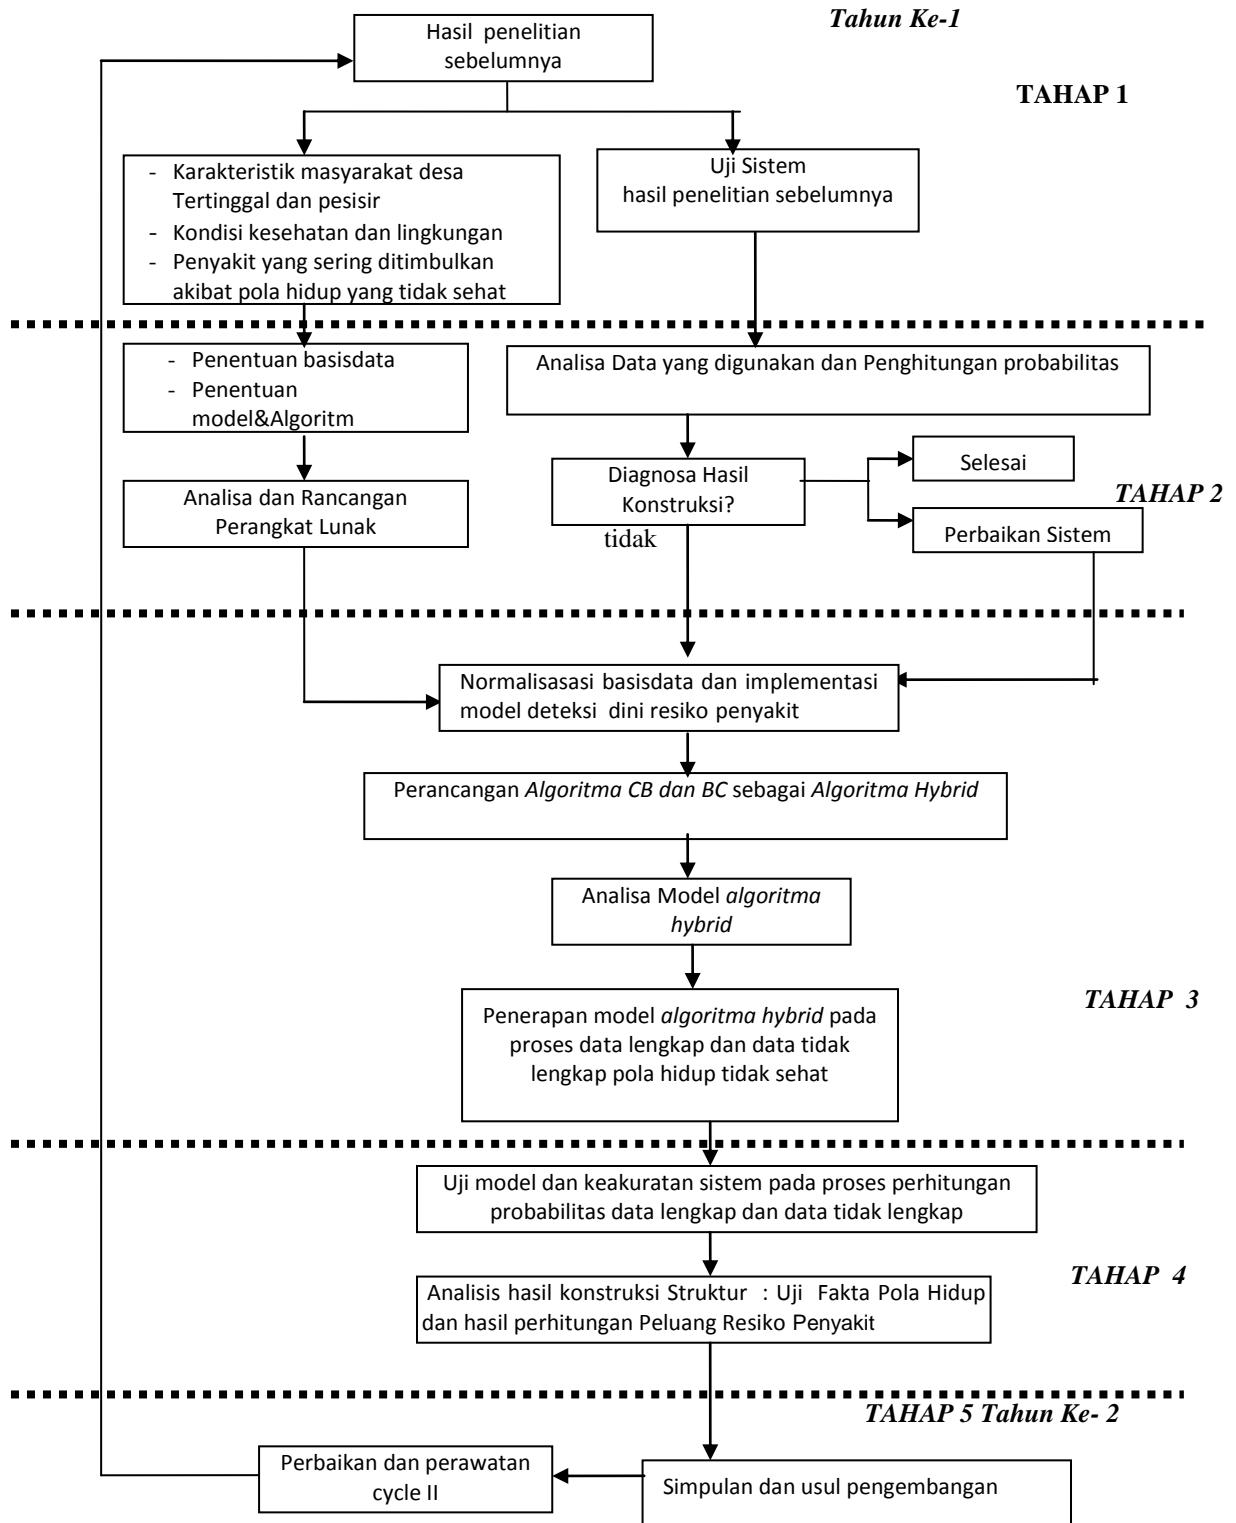 Tahun Ke-1
Hasil penelitian
sebelumnya
TAHAP 1
- Karakteristik masyarakat desa
Tertinggal dan pesisir
- Kondisi kesehatan dan lingkungan
- Penyakit yang sering ditimbulkan
akibat pola hidup yang tidak sehat
Uji Sistem
hasil penelitian sebelumnya
- Penentuan basisdata
- Penentuan
model&Algoritm
Analisa Data yang digunakan dan Penghitungan probabilitas
Analisa dan Rancangan
Perangkat Lunak
Diagnosa Hasil
Konstruksi?
tidak
Selesai
TAHAP 2
Perbaikan Sistem
Normalisasasi basisdata dan implementasi
model deteksi dini resiko penyakit
Perancangan Algoritma CB dan BC sebagai Algoritma Hybrid
Analisa Model algoritma
hybrid
Penerapan model algoritma hybrid pada
proses data lengkap dan data tidak
lengkap pola hidup tidak sehat
TAHAP 3
Uji model dan keakuratan sistem pada proses perhitungan
probabilitas data lengkap dan data tidak lengkap
TAHAP 4
Analisis hasil konstruksi Struktur : Uji Fakta Pola Hidup
dan hasil perhitungan Peluang Resiko Penyakit
TAHAP 5 Tahun Ke- 2
Perbaikan dan perawatan
cycle II
Simpulan dan usul pengembangan